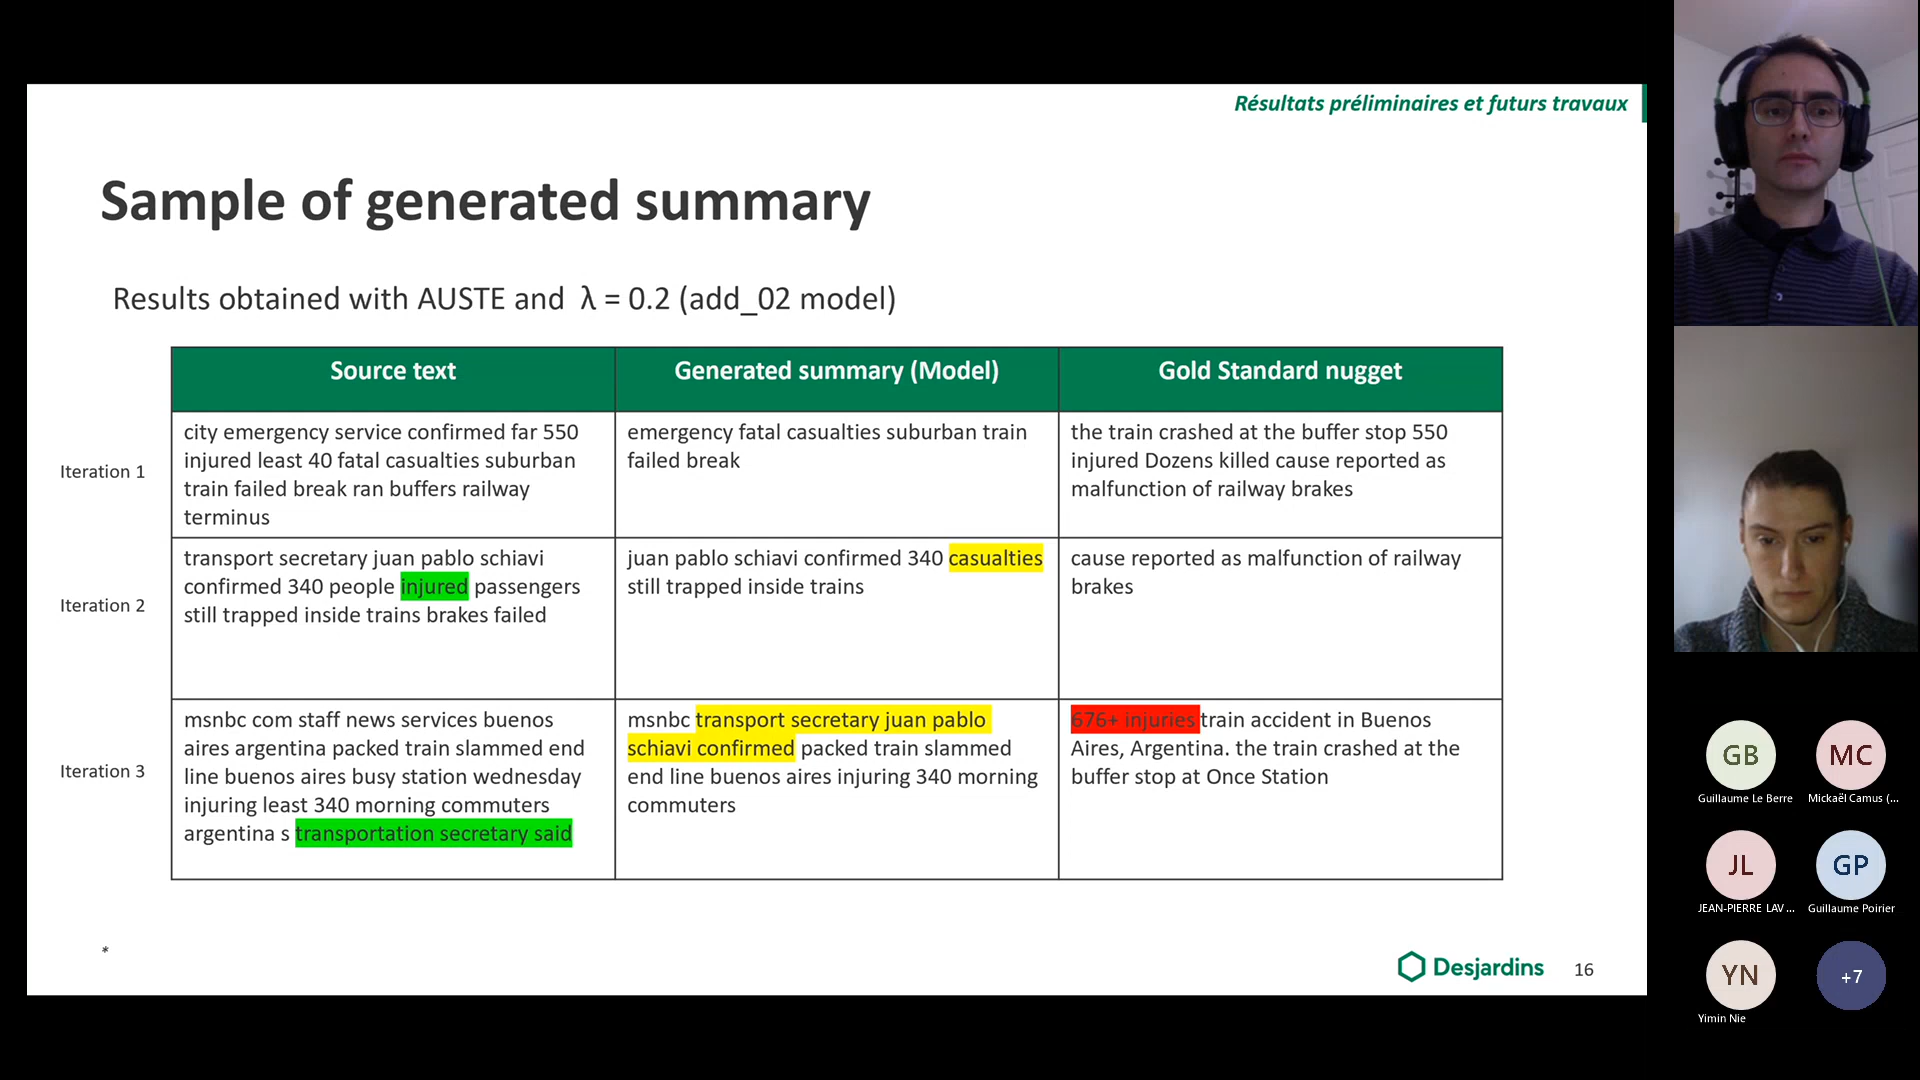 Résultats préliminaires et futurs travaux
Sample of generated summary
Results obtained with AUSTE and λ = 0.2 (add_02 model)
Source text
Generated summary (Model)
Gold Standard nugget
Iteration 1
city emergency service confirmed far 550
injured least 40 fatal casualties suburban
train failed break ran buffers railway
terminus
emergency fatal casualties suburban train
failed break
the train crashed at the buffer stop 550
injured Dozens killed cause reported as
malfunction of railway brakes
Iteration 2
transport secretary juan pablo schiavi
confirmed 340 people injured passengers
still trapped inside trains brakes failed
juan pablo schiavi confirmed 340 casualties
still trapped inside trains
cause reported as malfunction of railway
brakes
Iteration 3
msnbc com staff news services buenos
aires argentina packed train slammed end
line buenos aires busy station wednesday
injuring least 340 morning commuters
argentina s transportation secretary said
msnbc transport secretary juan pablo
schiavi confirmed packed train slammed
end line buenos aires injuring 340 morning
commuters
676+ injuries train accident in Buenos
Aires, Argentina. the train crashed at the
buffer stop at Once Station
*
Desjardins
16
GB
Guillaume Le Berre
MC
Mickaël Camus (...
JL
JEAN-PIERRE LAV...
GP
Guillaume Poirier
YN
Yimin Nie
+7